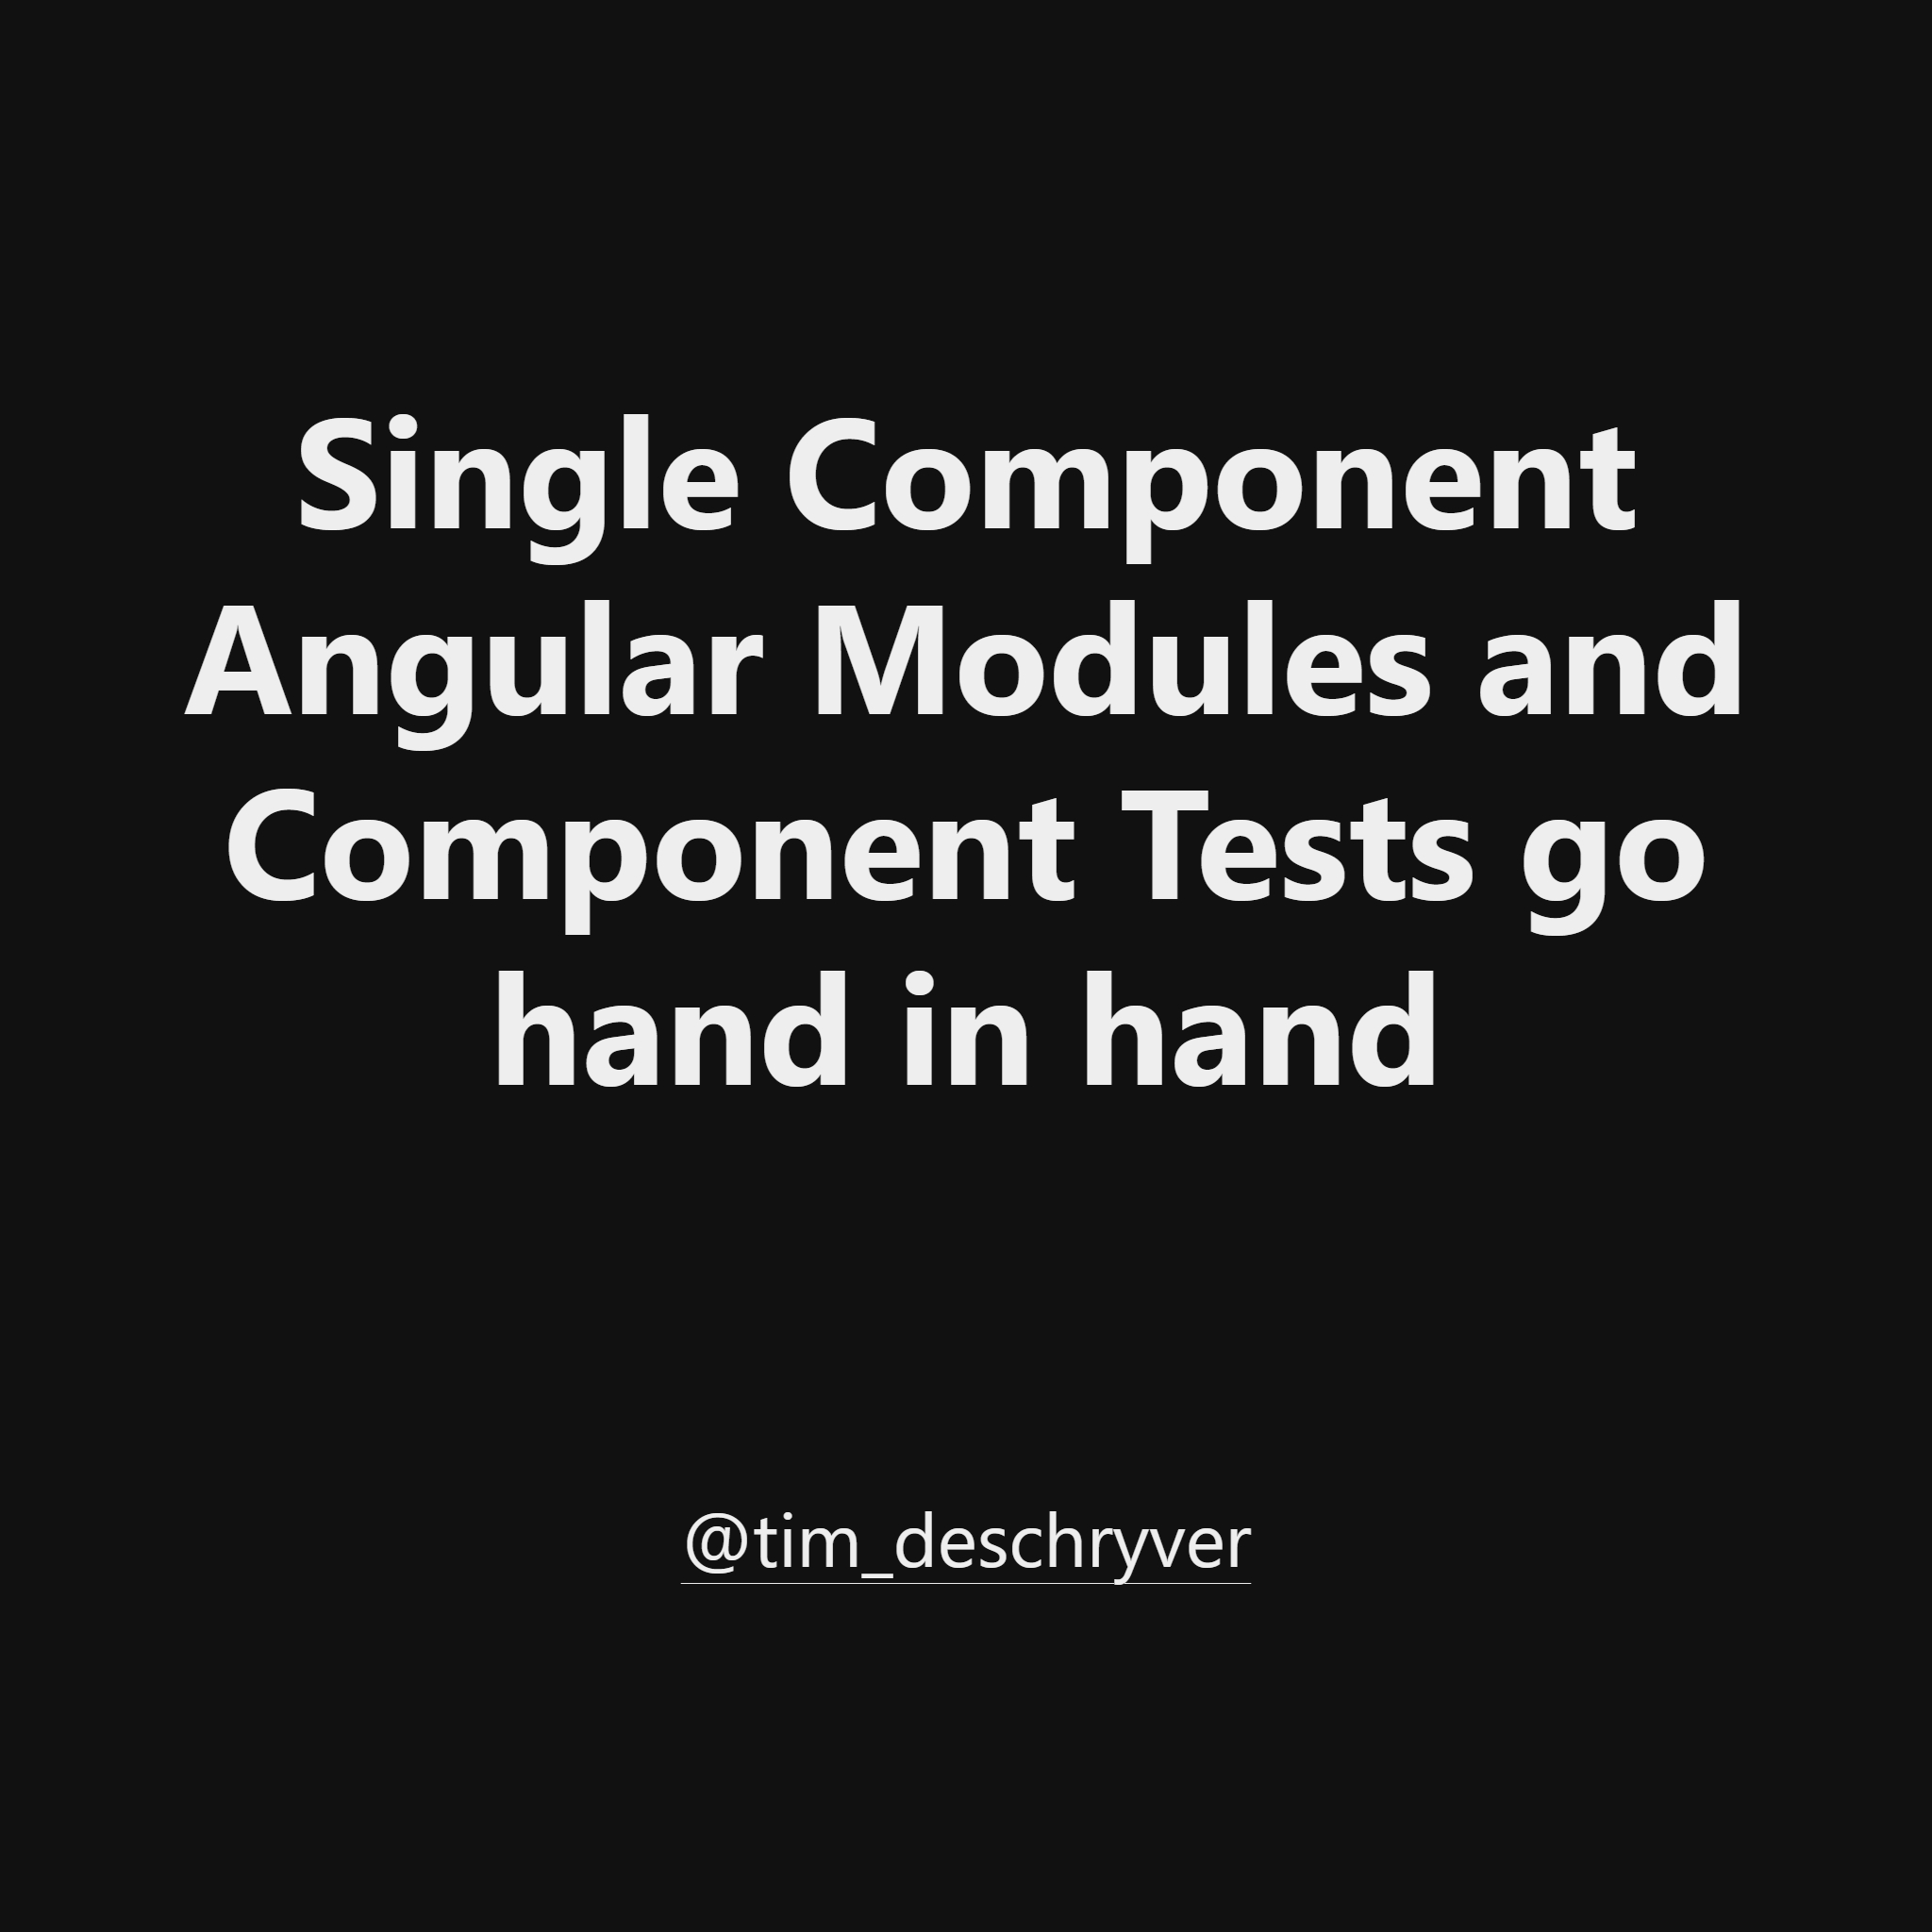 Single Component
Angular Modules and
Component Tests go
hand in hand
@tim_deschryver